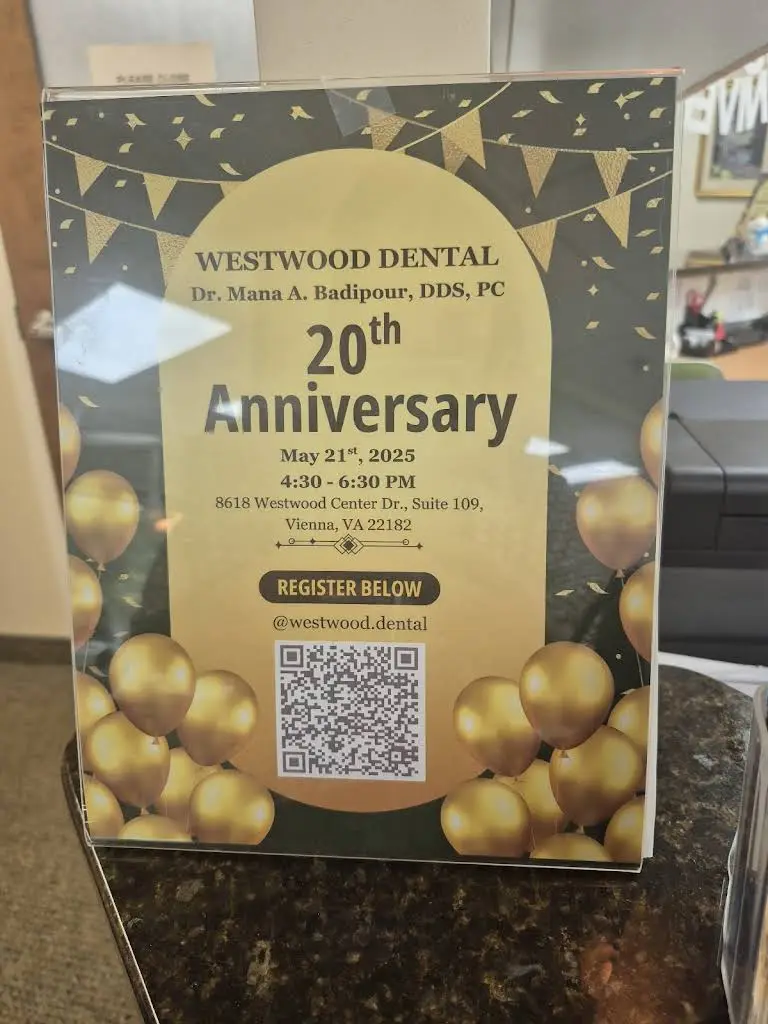 WESTWOOD DENTAL
Dr. Mana A. Badipour, DDS, PC
20th
Anniversary
May 21st, 2025
4:30 - 6:30 PM
8618 Westwood Center Dr., Suite 109,
Vienna, VA 22182
REGISTER BELOW
@westwood.dental